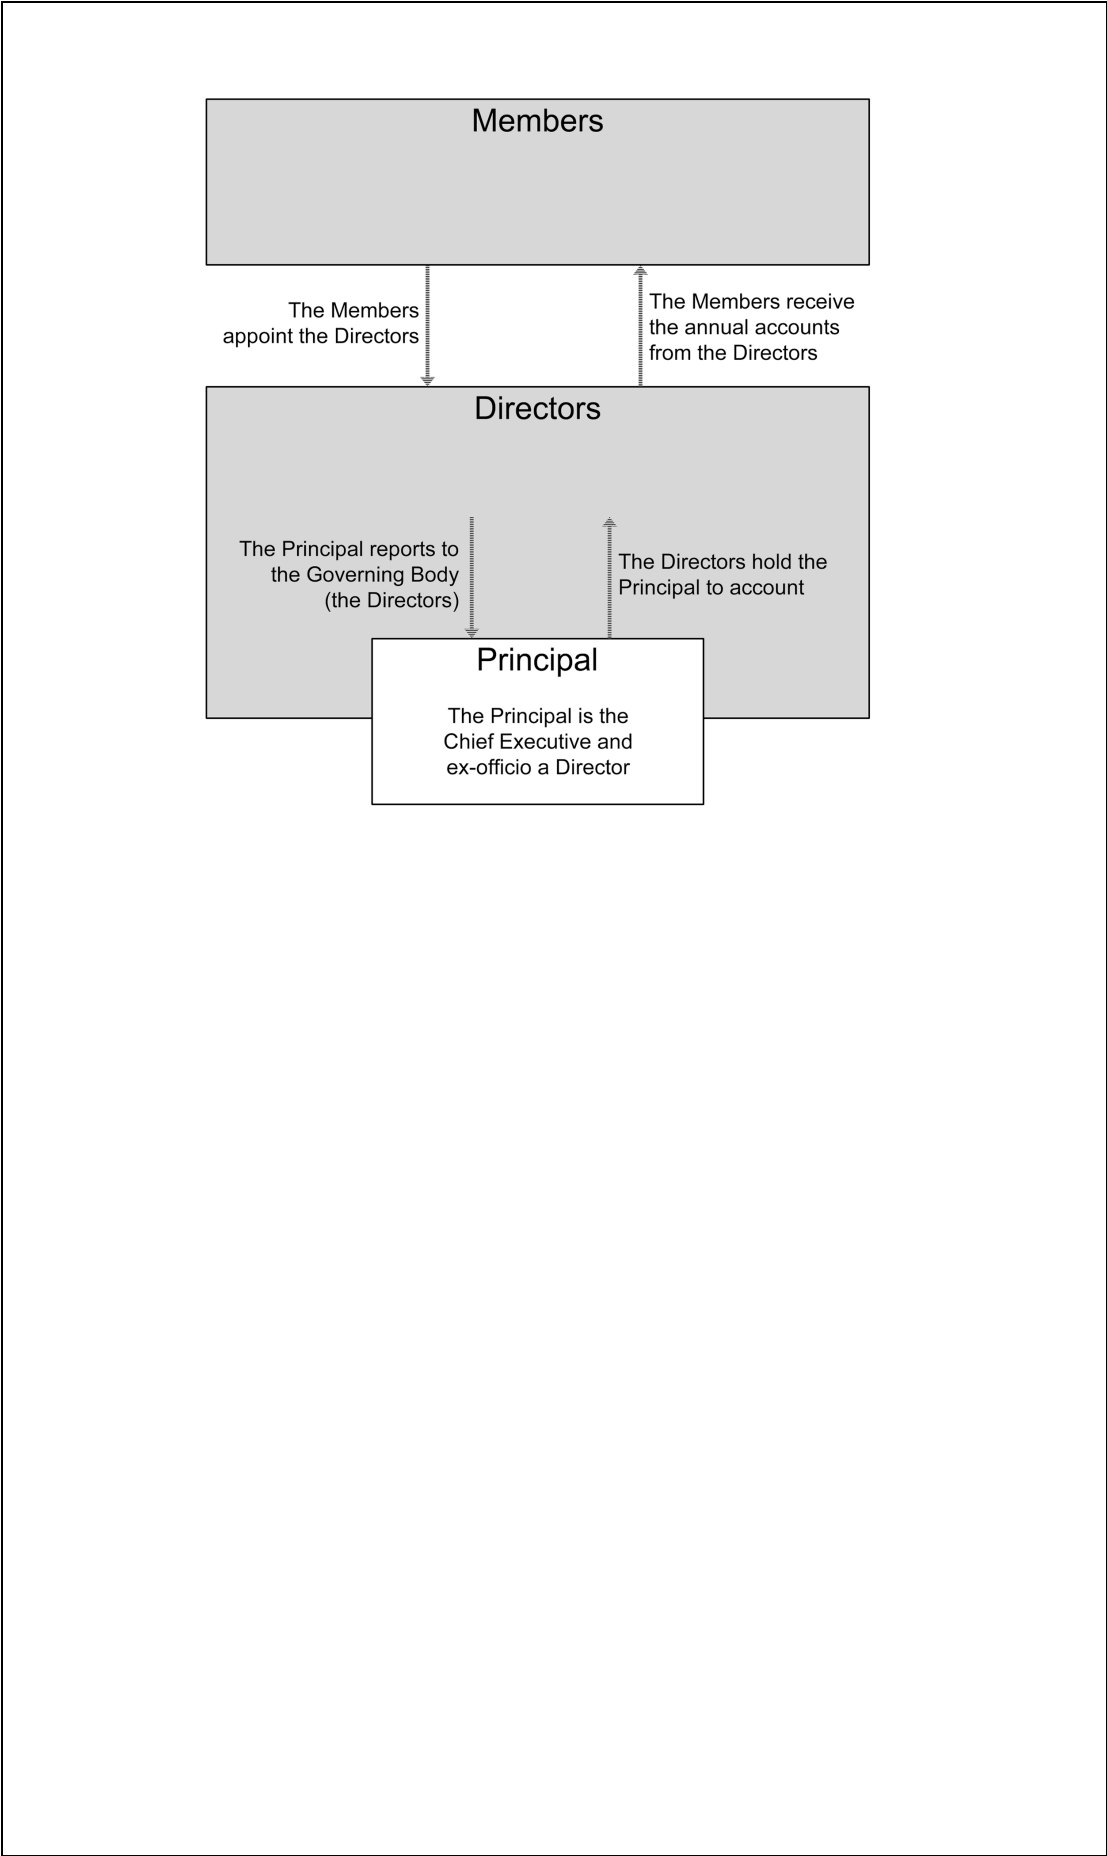 Members
The Members
appoint the Directors
The Members receive
the annual accounts
from the Directors
Directors
The Principal reports to
the Governing Body
(the Directors)
The Directors hold the
Principal to account
Principal
The Principal is the
Chief Executive and
ex-officio a Director